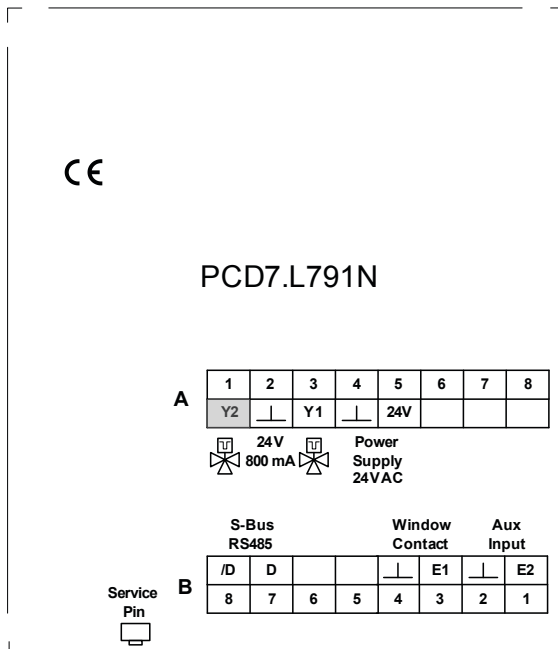 CE
PCD7.L791N
A
1 2 3 4 5 6 7 8
Y2 ⊥ Y1 ⊥ 24V
24V
800 mA
Power
Supply
24VAC
S-Bus
RS485
Window
Contact
Aux
Input
B
/D D ⊥ E1 ⊥ E2
8 7 6 5 4 3 2 1
Service
Pin